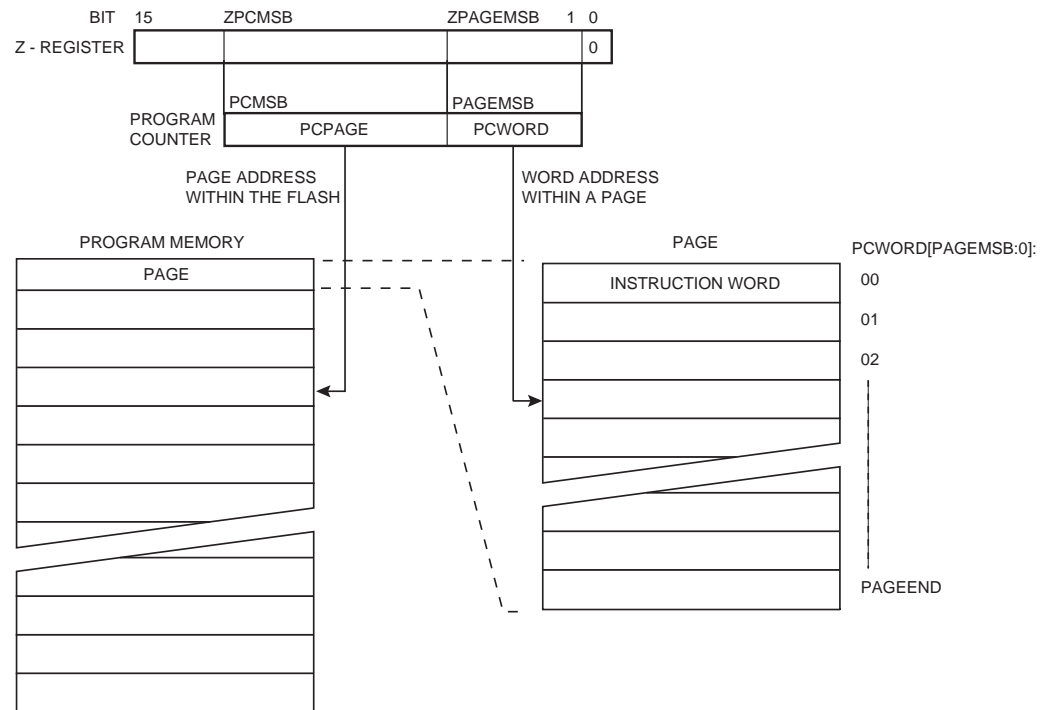 BIT 15 ZPCMSB ZPAGEMSB 1 0
Z - REGISTER 0
PCMSB PAGEMSB
PROGRAM
COUNTER
PCPAGE PCWORD
PAGE ADDRESS
WITHIN THE FLASH
WORD ADDRESS
WITHIN A PAGE
PROGRAM MEMORY
PAGE
PAGE
INSTRUCTION WORD
PCWORD[PAGEMSB:0]:
00
01
02
PAGEEND